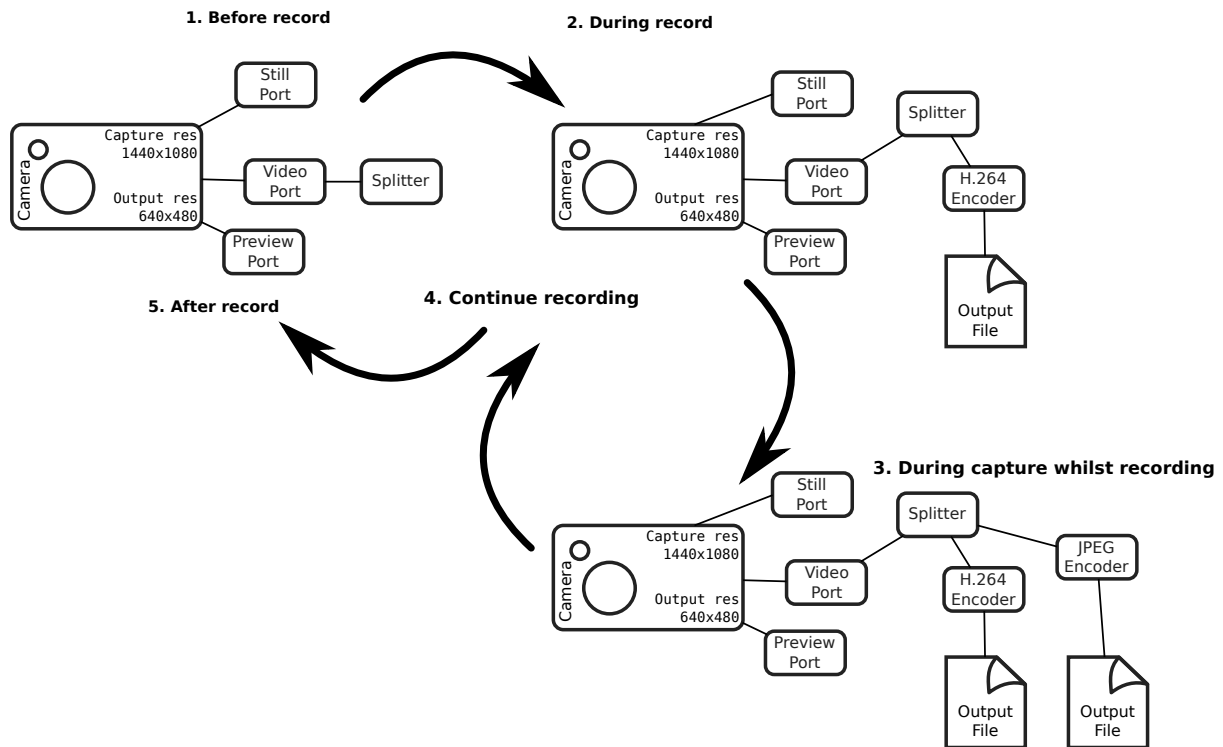 1. Before record
Still
Port
Capture res
1440x1080
Camera
Video
Port
Splitter
Output res
640x480
Preview
Port
2. During record
Still
Port
Splitter
Capture res
1440x1080
Camera
Video
Port
H.264
Encoder
Output res
640x480
Preview
Port
Output
File
5. After record
4. Continue recording
3. During capture whilst recording
Still
Port
Splitter
Capture res
1440x1080
JPEG
Encoder
Camera
Video
Port
H.264
Encoder
Output res
640x480
Preview
Port
Output
File
Output
File